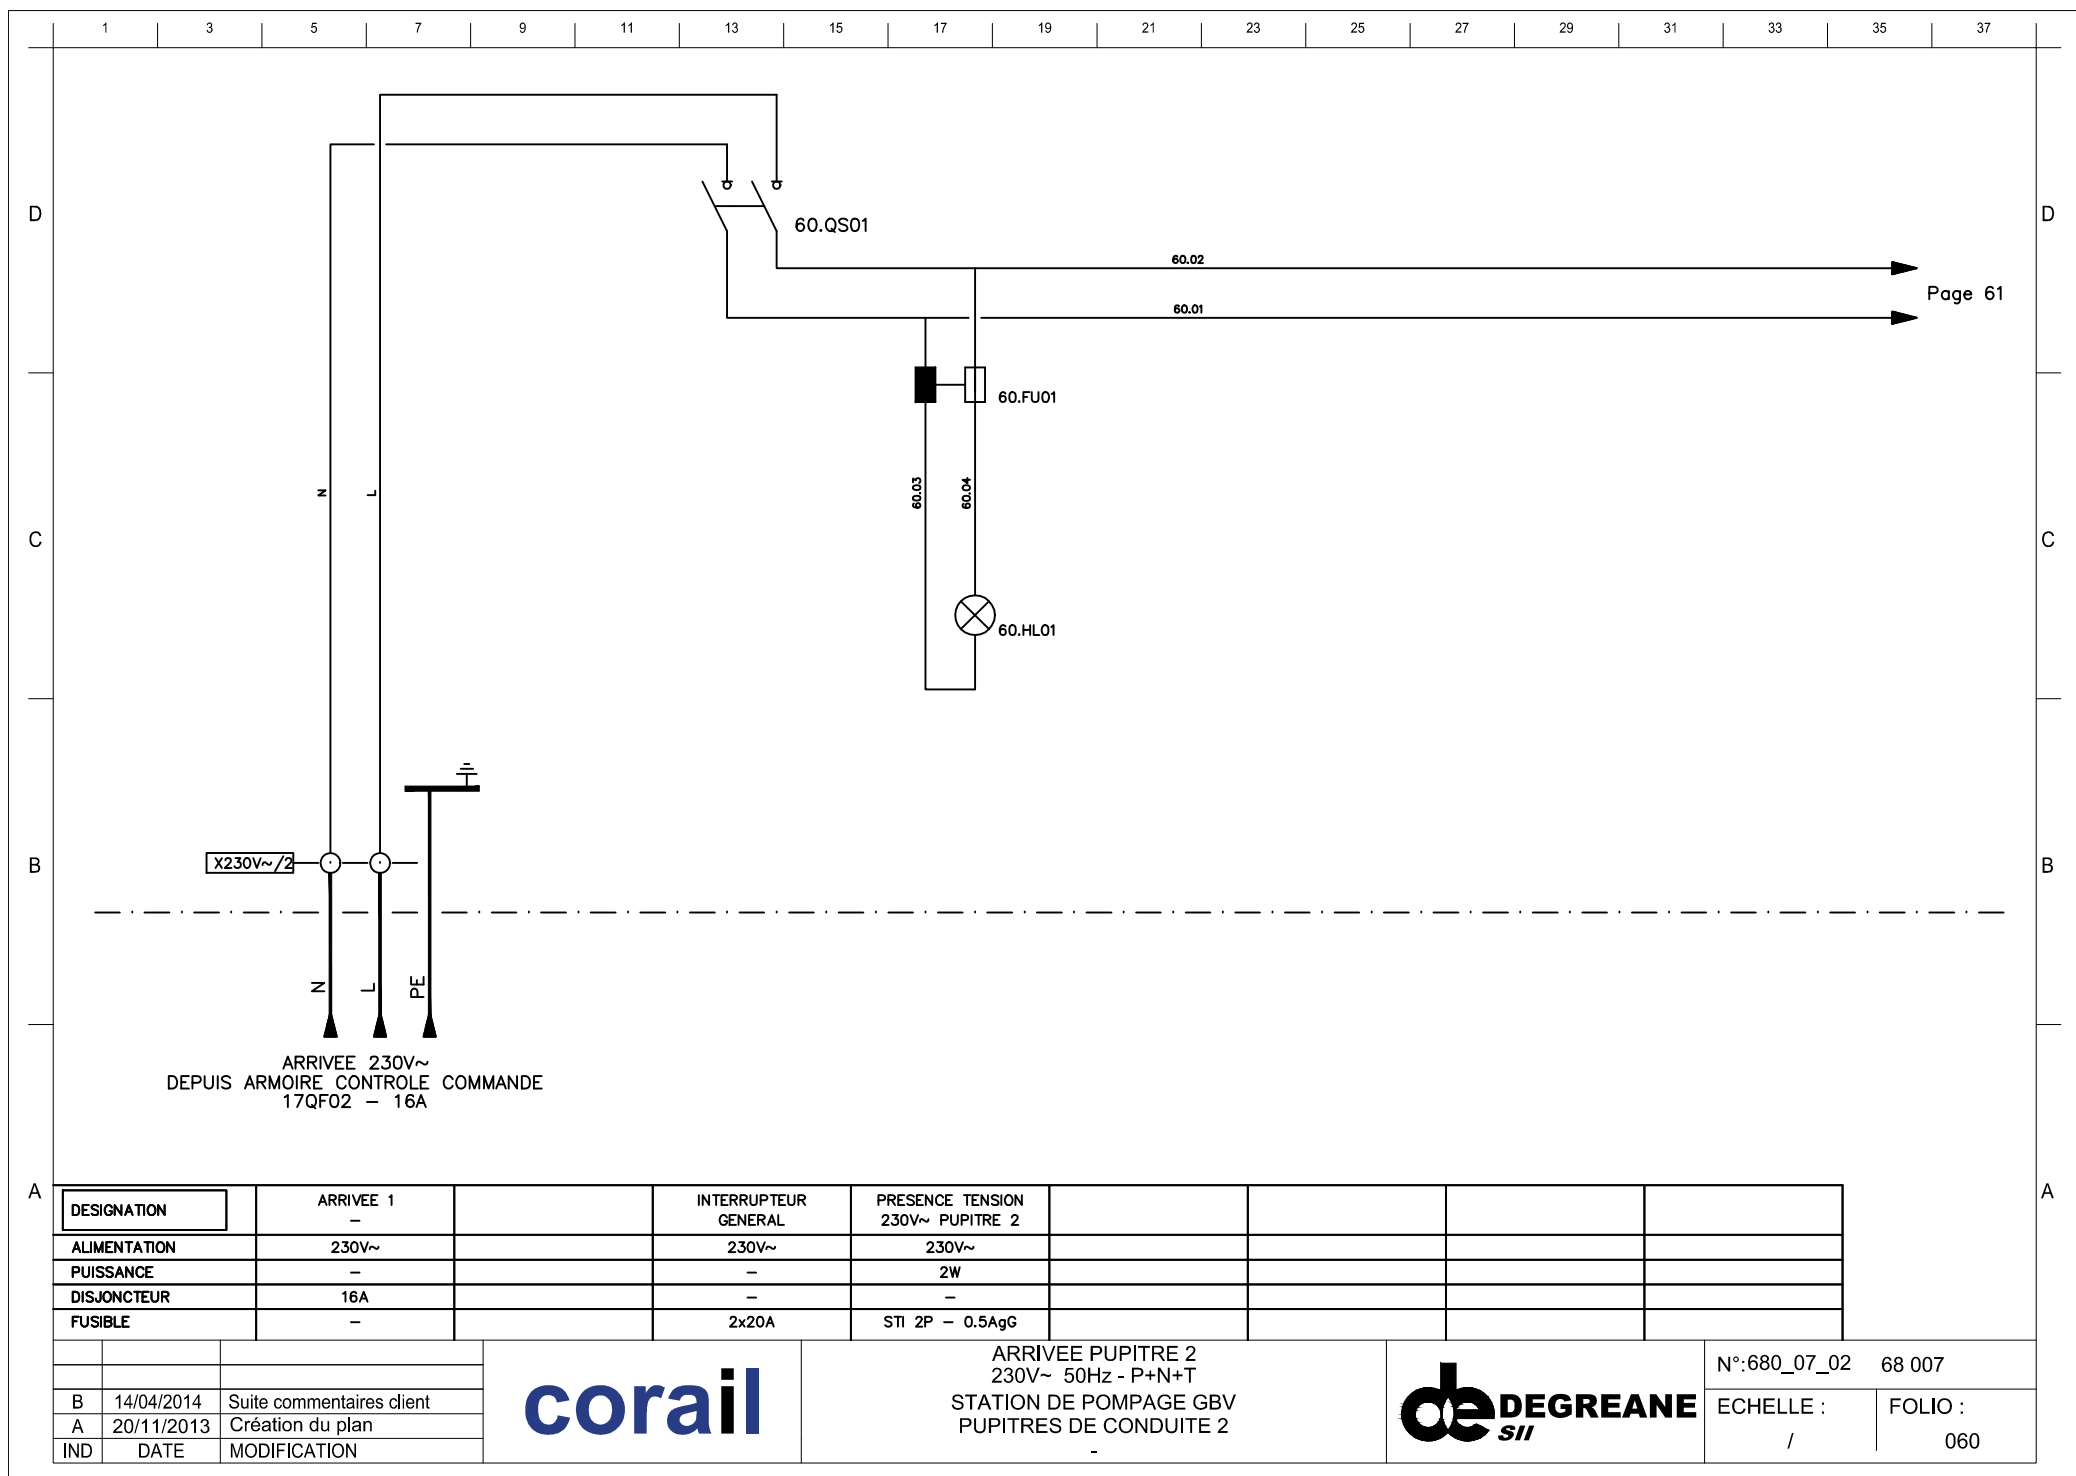 1 3 5 7 9 11 13 15 17 19 21 23 25 27 29 31 33 35 37
D D
60.QS01
60.02
Page 61
60.01
60.FU01
N L
60.03 60.04
C C
60.HL01
X230V~/2
B B
N L PE
ARRIVEE 230V~
DEPUIS ARMOIRE CONTROLE COMMANDE
17QF02 - 16A
A A
DESIGNATION ARRIVEE 1 INTERRUPTEUR PRESENCE TENSION
- GENERAL 230V~ PUPITRE 2
ALIMENTATION 230V~ 230V~ 230V~
PUISSANCE - - 2W
DISJONCTEUR 16A - -
FUSIBLE - 2x20A STI 2P - 0.5AgG
B 14/04/2014 Suite commentaires client
A 20/11/2013 Création du plan
IND DATE MODIFICATION
corail
ARRIVEE PUPITRE 2
230V~ 50Hz - P+N+T
STATION DE POMPAGE GBV
PUPITRES DE CONDUITE 2
-
de DEGREANE
SII
N°:680_07_02 68 007
ECHELLE : FOLIO :
/ 060